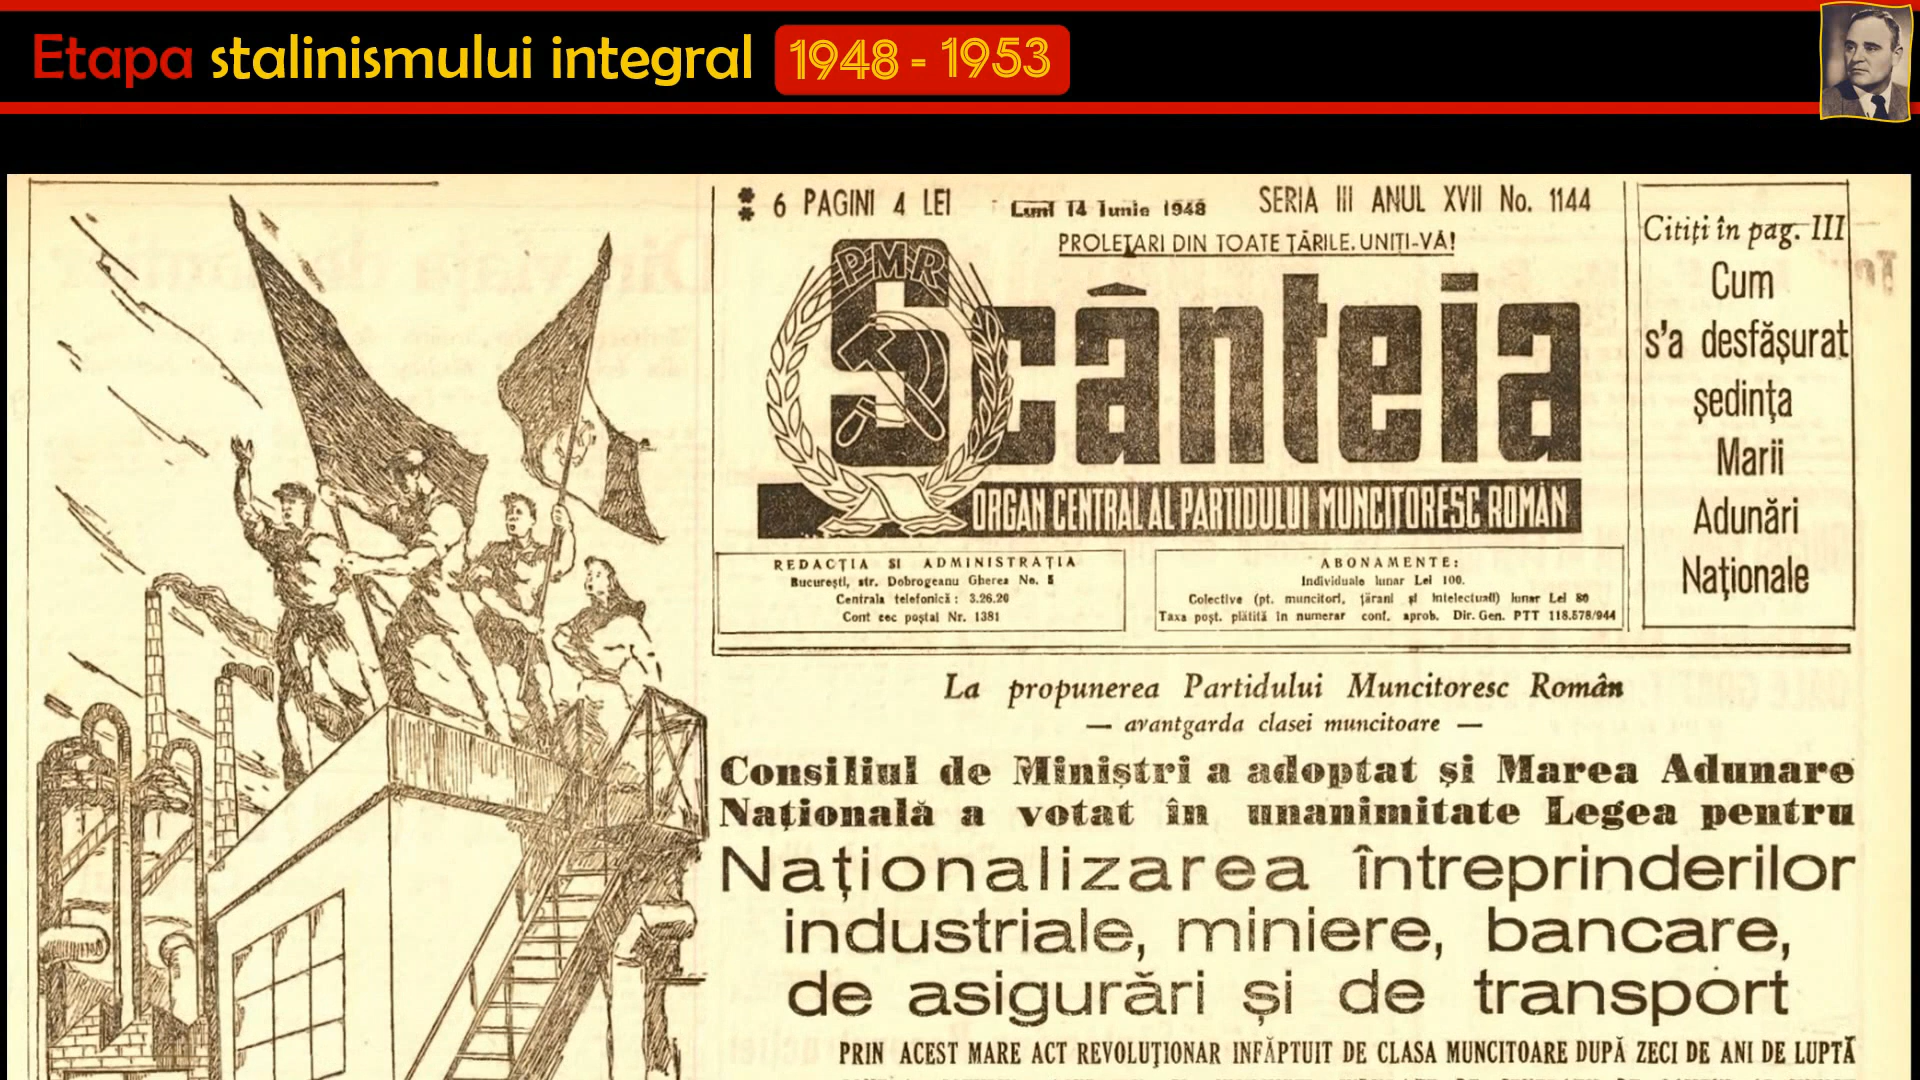 Etapa stalinismului integral 1948 - 1953
6 PAGINI 4 LEI
Luni 14 Iunie 1948
SERIA III ANUL XVII No. 1144
PROLETARI DIN TOATE ȚĂRILE, UNIȚI-VĂ!
PMR
Scânteia
ORGAN CENTRAL AL PARTIDULUI MUNCITORESC ROMÂN
REDACȚIA SI ADMINISTRAȚIA
București, str. Dobrogeanu Gherea No. 5
Centrala telefonică : 3.26.20
Cont cec poștal Nr. 1381
ABONAMENTE:
Individuale lunar Lei 100.
Colective (pt. muncitori, țărani și intelectuali) lunar Lei 80
Taxa poșt. plătită în numerar conf. aprob. Dir. Gen. PTT 118.578/944
Citiți în pag. III
Cum
s'a desfășurat
ședința
Marii
Adunări
Naționale
La propunerea Partidului Muncitoresc Român
— avantgarda clasei muncitoare —
Consiliul de Miniștri a adoptat și Marea Adunare
Națională a votat în unanimitate Legea pentru
Naționalizarea întreprinderilor
industriale, miniere, bancare,
de asigurări și de transport
PRIN ACEST MARE ACT REVOLUȚIONAR INFĂPTUIT DE CLASA MUNCITOARE DUPĂ ZECI DE ANI DE LUPTĂ